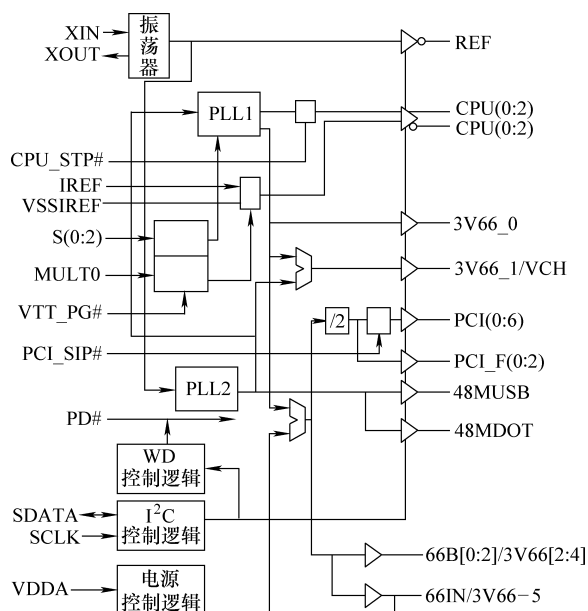 XIN
XOUT
振荡器
REF
PLL1
CPU(0:2)
CPU(0:2)
CPU_STP#
IREF
VSSIREF
S(0:2)
3V66_0
MULT0
3V66_1/VCH
VTT_PG#
/2
PCI(0:6)
PCI_SIP#
PCI_F(0:2)
PLL2
48MUSB
PD#
48MDOT
WD
控制逻辑
SDATA
SCLK
I²C
控制逻辑
66B[0:2]/3V66[2:4]
VDDA
电源
控制逻辑
66IN/3V66−5